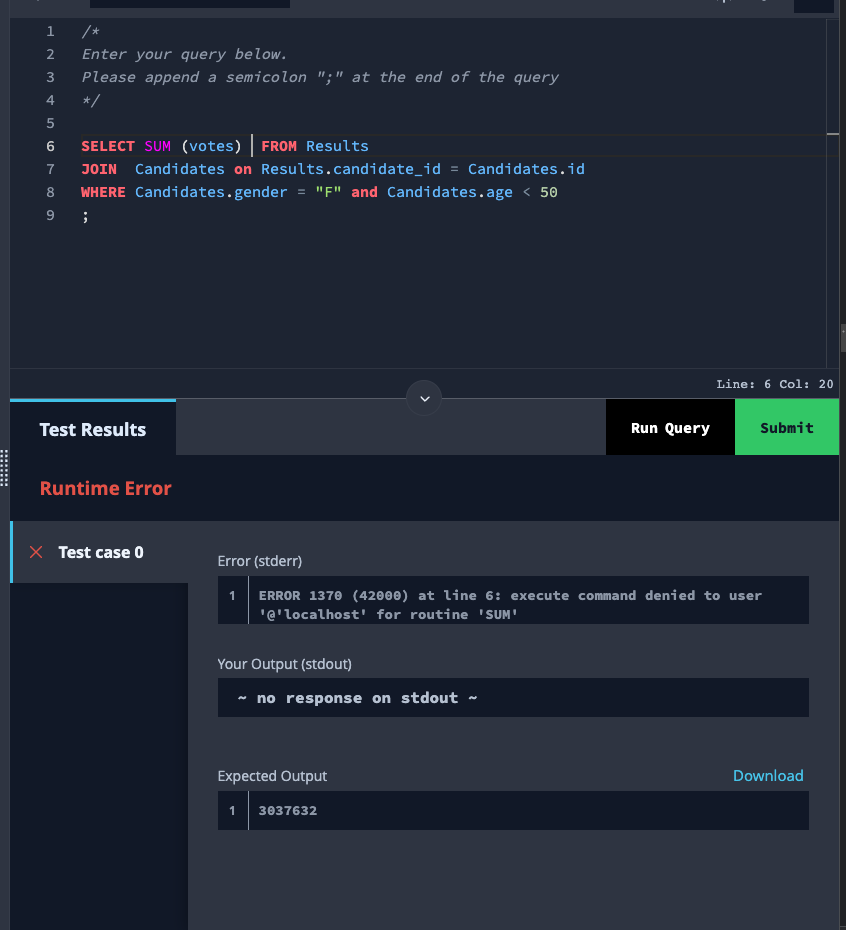 1 /*
2 Enter your query below.
3 Please append a semicolon ";" at the end of the query
4 */
5
6 SELECT SUM (votes) FROM Results
7 JOIN  Candidates on Results.candidate_id = Candidates.id
8 WHERE Candidates.gender = "F" and Candidates.age < 50
9 ;
Line: 6 Col: 20
Test Results
Run Query
Submit
Runtime Error
Test case 0
Error (stderr)
1 ERROR 1370 (42000) at line 6: execute command denied to user
'@'localhost' for routine 'SUM'
Your Output (stdout)
~ no response on stdout ~
Expected Output
Download
1 3037632